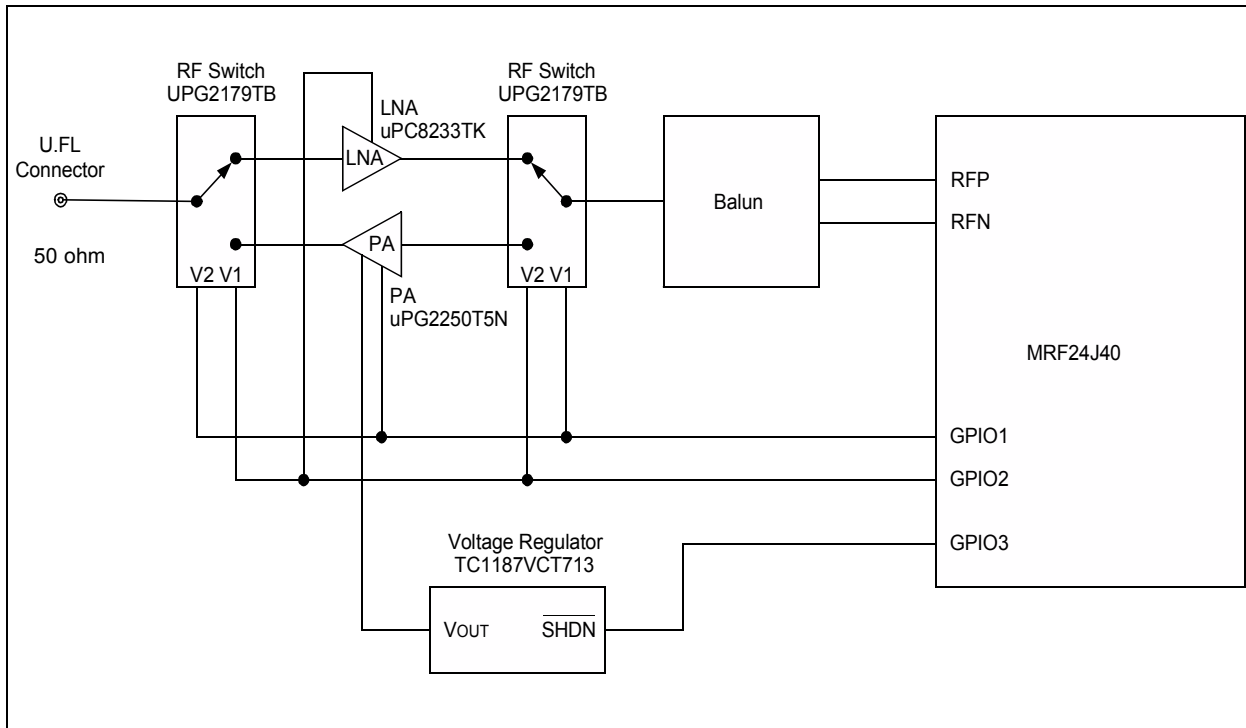 RF Switch
UPG2179TB
RF Switch
UPG2179TB
LNA
uPC8233TK
U.FL
Connector
LNA
RFP
Balun
RFN
PA
50 ohm
V2 V1
V2 V1
PA
uPG2250T5N
MRF24J40
GPIO1
GPIO2
Voltage Regulator
TC1187VCT713
GPIO3
VOUT
SHDN